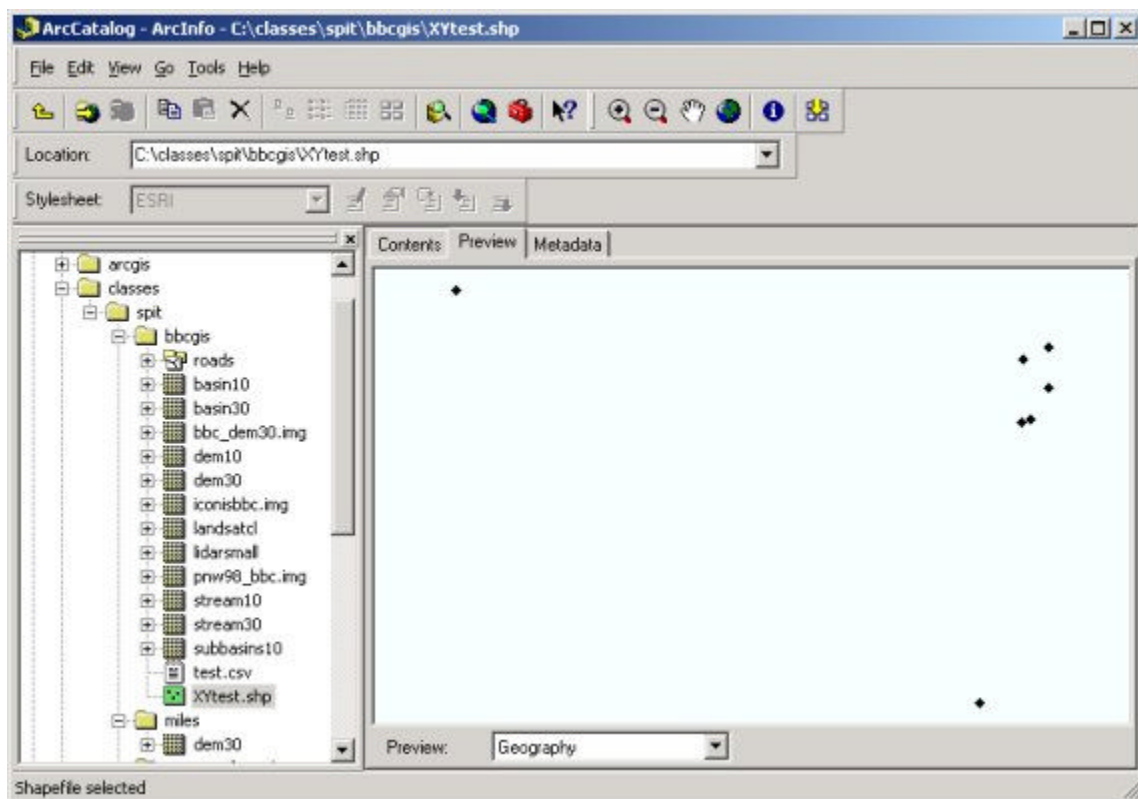 ArcCatalog - ArcInfo - C:\classes\spit\bbcgis\XYtest.shp
File Edit View Go Tools Help
Location: C:\classes\spit\bbcgis\XYtest.shp
Stylesheet: ESRI
Contents Preview Metadata
arcgis
classes
spit
bbcgis
roads
basin10
basin30
bbc_dem30.img
dem10
dem30
iconisbbc.img
landsatcl
lidarsmall
pnw98_bbc.img
stream10
stream30
subbasins10
test.csv
XYtest.shp
miles
dem30
Preview: Geography
Shapefile selected